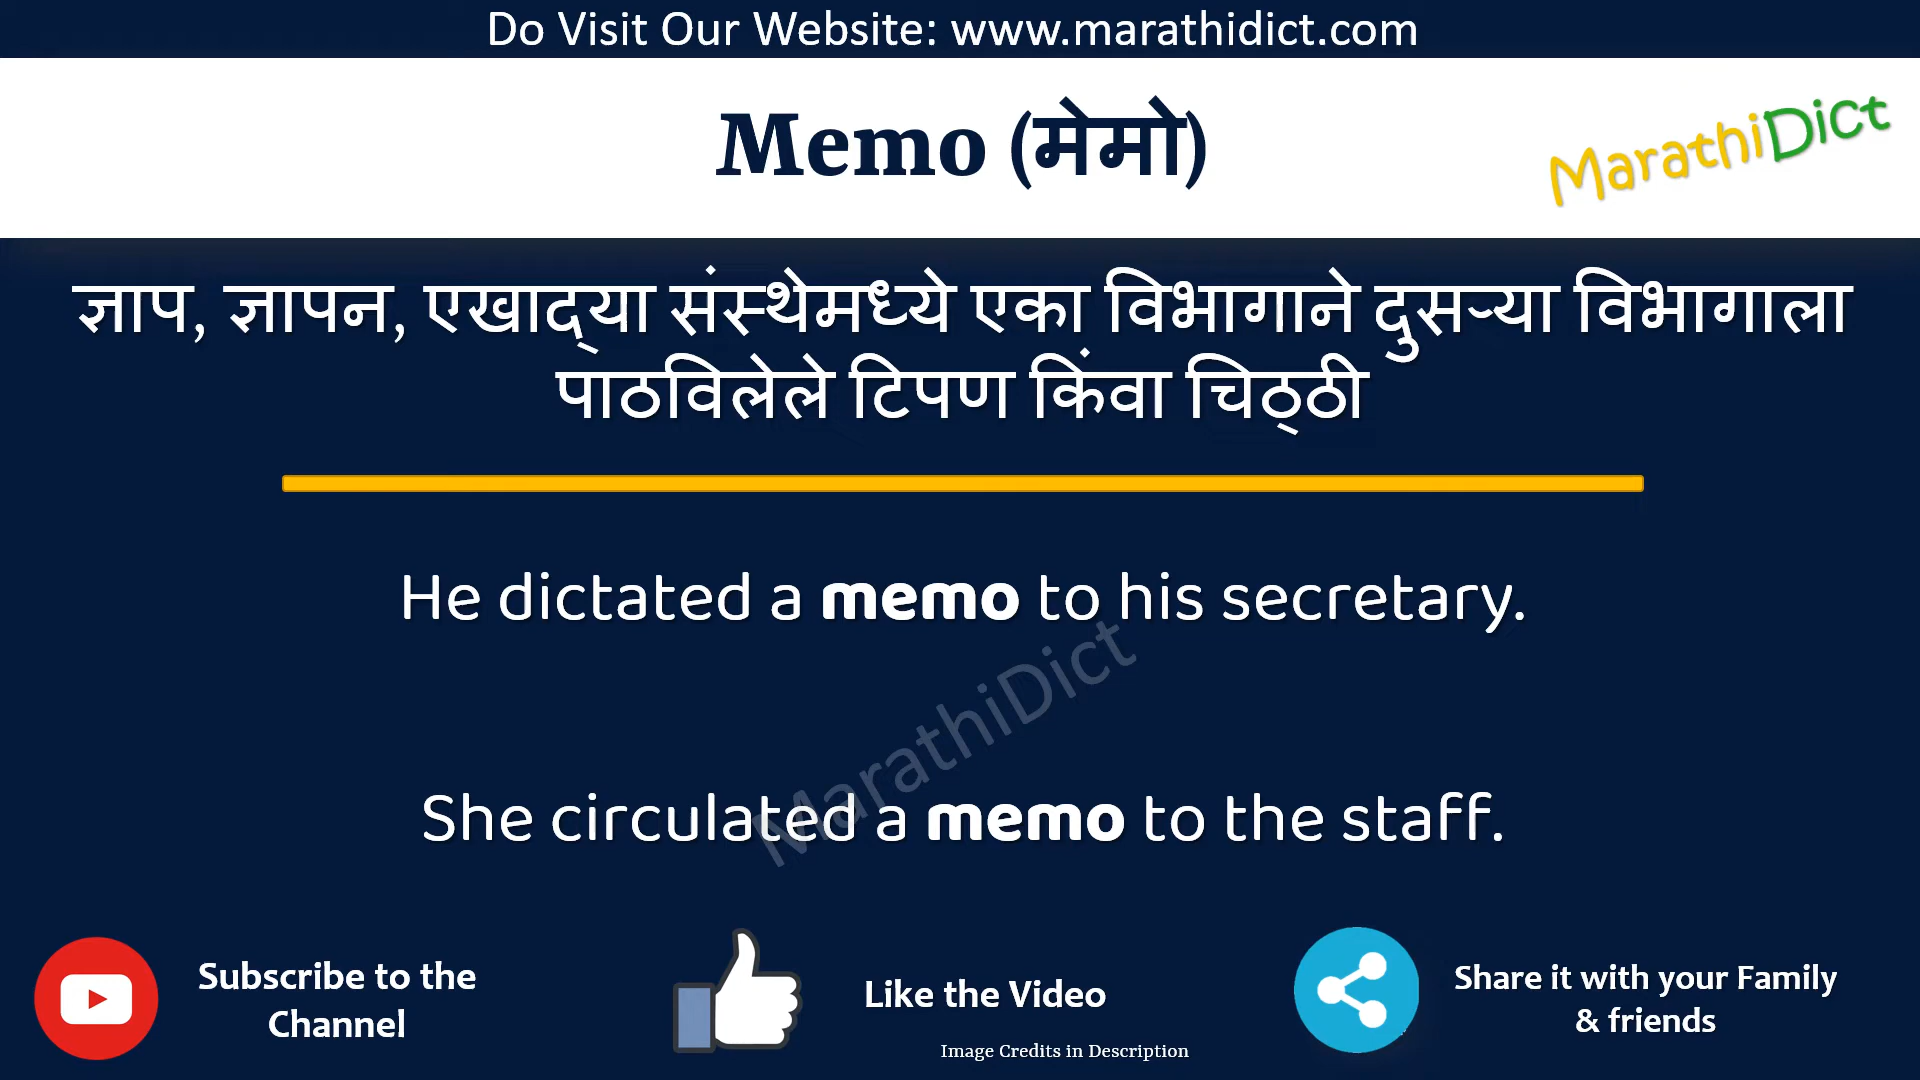 Do Visit Our Website: www.marathidict.com
Memo (मेमो)
MarathiDict
ज्ञाप, ज्ञापन, एखाद्‌या संस्थेमध्ये एका विभागाने दुसऱ्या विभागाला
पाठविलेले टिपण किंवा चिठ्‌ठी
He dictated a memo to his secretary.
MarathiDict
She circulated a memo to the staff.
Subscribe to the
Channel
Like the Video
Share it with your Family
& friends
Image Credits in Description